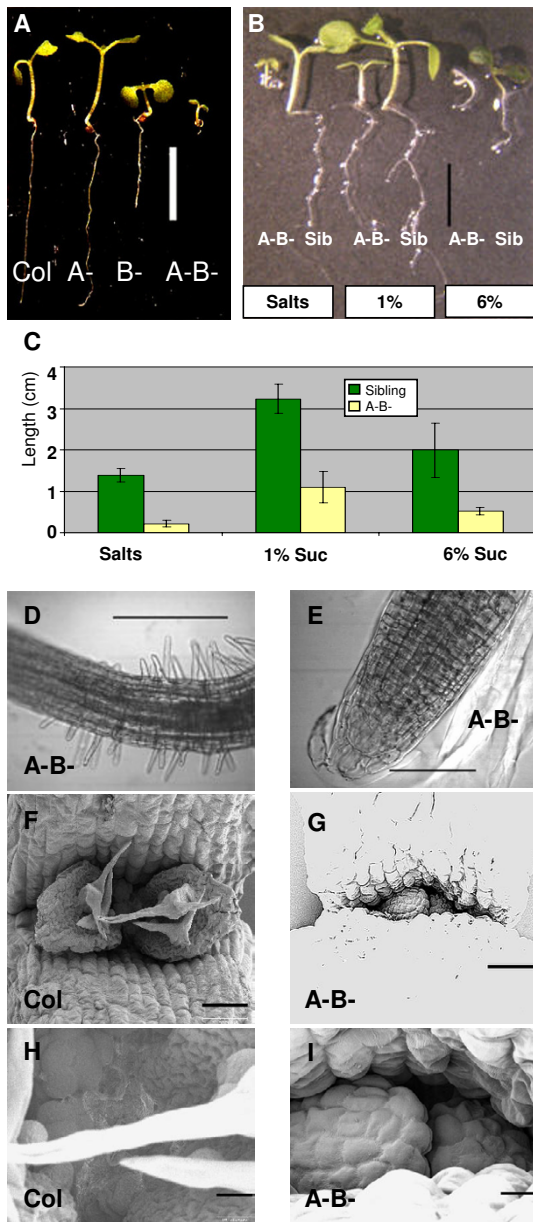 A
Col A- B- A-B-
B
A-B- Sib A-B- Sib A-B- Sib
Salts 1% 6%
C
Length (cm)
4
3
2
1
0
Sibling
A-B-
Salts 1% Suc 6% Suc
D
A-B-
E
A-B-
F
Col
G
A-B-
H
Col
I
A-B-